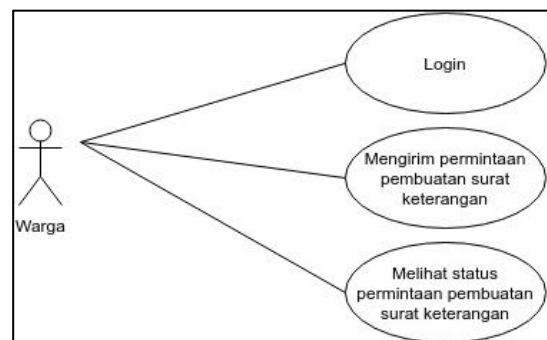 Login
Mengirim permintaan
pembuatan surat
keterangan
Warga
Melihat status
permintaan pembuatan
surat keterangan